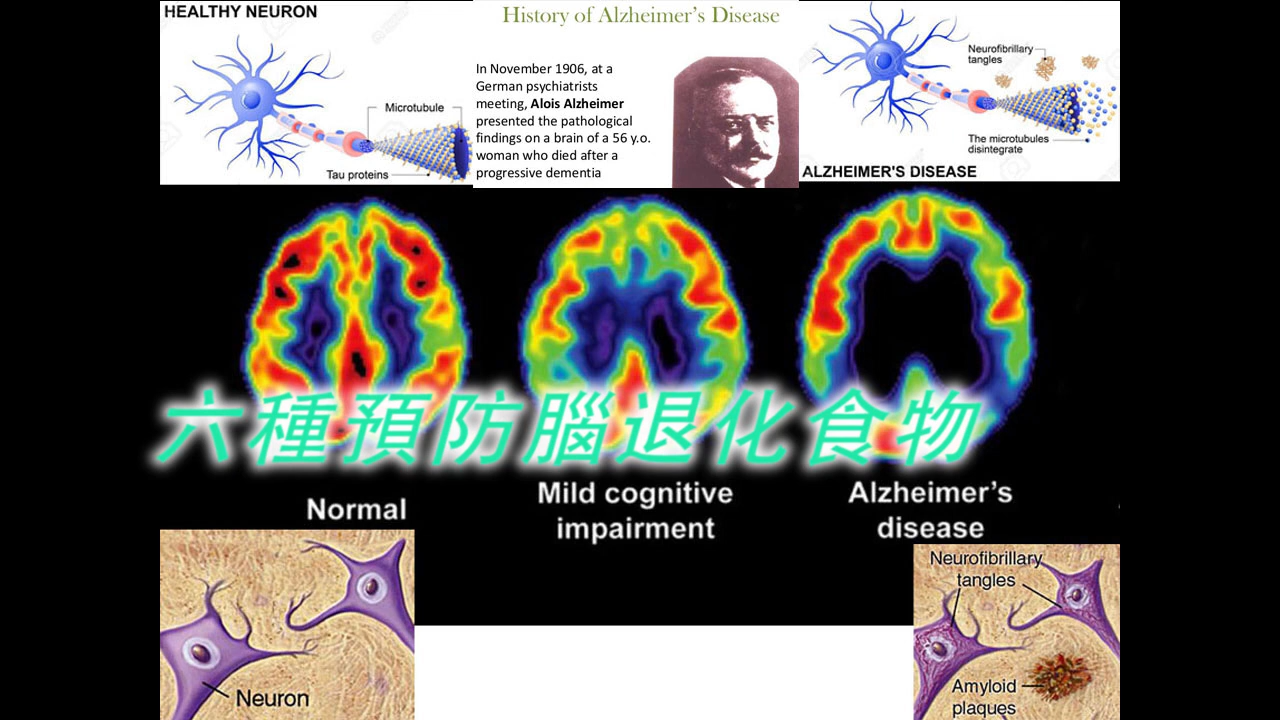 HEALTHY NEURON
Microtubule
Tau proteins
History of Alzheimer’s Disease
In November 1906, at a
German psychiatrists
meeting, Alois Alzheimer
presented the pathological
findings on a brain of a 56 y.o.
woman who died after a
progressive dementia
Neurofibrillary
tangles
The microtubules
disintegrate
ALZHEIMER'S DISEASE
六種預防腦退化食物
Normal
Mild cognitive
impairment
Alzheimer’s
disease
Neuron
Neurofibrillary
tangles
Amyloid
plaques